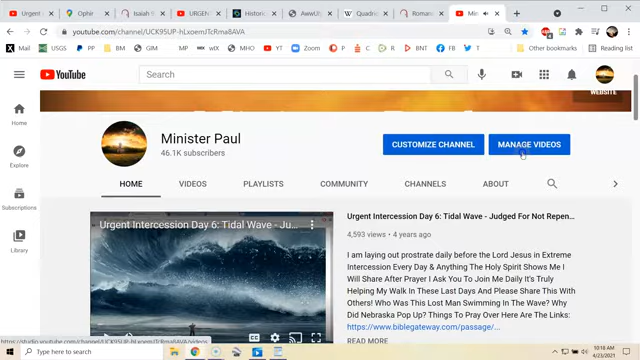 Urgent
Ophir
Isaiah
URGEN
Historic
AwwUl
Quadric
Romans
Min
youtube.com/channel/UCK95UP-hLxoemJTcRma8AVA
Mail
USGS
PP
YT
MHO
YT
Zoom
Other bookmarks
Reading list
YouTube
Search
WEBSITE
Home
Explore
Subscriptions
Library
Minister Paul
46.1K subscribers
CUSTOMIZE CHANNEL
MANAGE VIDEOS
HOME VIDEOS PLAYLISTS COMMUNITY CHANNELS ABOUT
Urgent Intercession Day 6: Tidal Wave - Ju...
Urgent Intercession Day 6: Tidal Wave - Judged For Not Repen...
4,593 views • 4 years ago
I am laying out prostrate daily before the Lord Jesus in Extreme
Intercession Every Day & Anything The Holy Spirit Shows Me I
Will Share After Prayer I Ask You To Join Me Daily It's Truly
Helping My Walk In These Last Days And Please Share This With
Others! Who Was This Lost Man Swimming In The Wave? Why
Did Nebraska Pop Up? Things To Pray Over Here Are The Links:
https://www.biblegateway.com/passage/...
READ MORE
https://studio.youtube.com/channel/UCK95UP-hLxoemJTcRma8AVA/videos
Type here to search
10:18 AM
4/23/2021